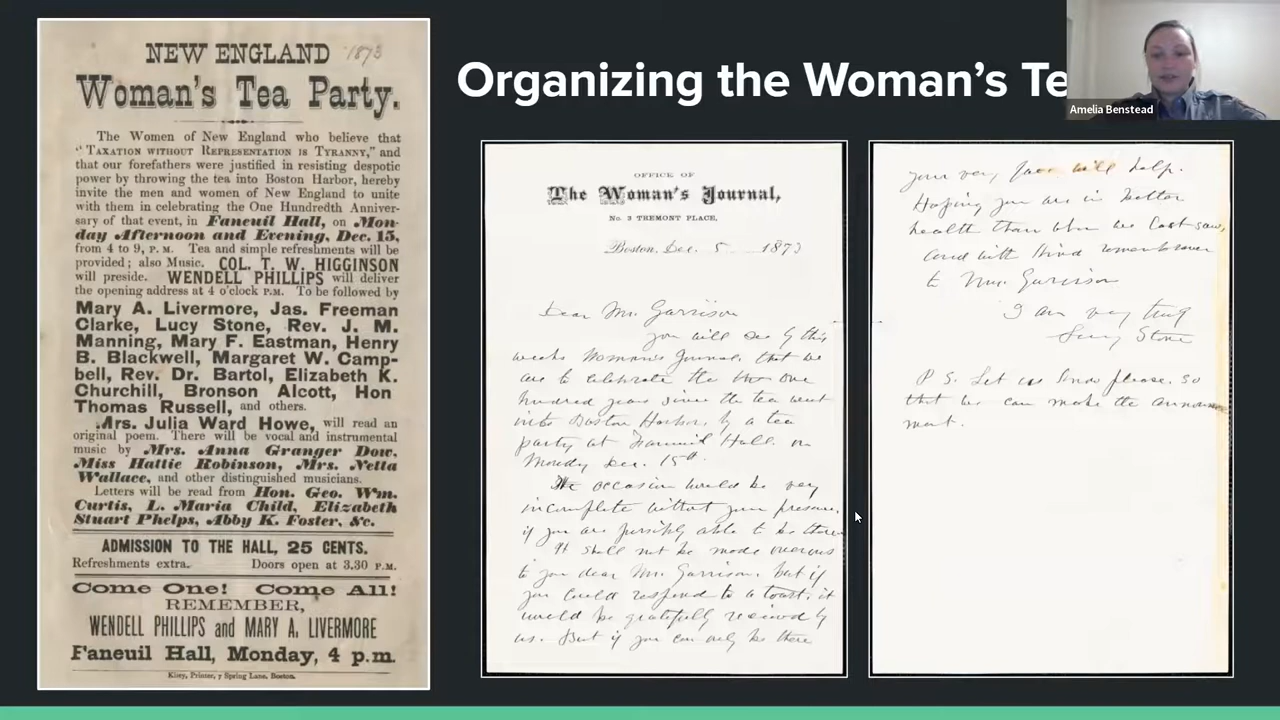 NEW ENGLAND 1873
Woman's Tea Party.
The Women of New England who believe that
"TAXATION WITHOUT REPRESENTATION IS TYRANNY," and
that our forefathers were justified in resisting despotic
power by throwing the tea into Boston Harbor, hereby
invite the men and women of New England to unite
with them in celebrating the One Hundredth Anniver-
sary of that event, in Faneuil Hall, on Mon-
day Afternoon and Evening, Dec. 15,
from 4 to 9, P. M. Tea and simple refreshments will be
provided; also Music. COL. T. W. HIGGINSON
will preside. WENDELL PHILLIPS will deliver
the opening address at 4 o'clock P.M. To be followed by
Mary A. Livermore, Jas. Freeman
Clarke, Lucy Stone, Rev. J. M.
Manning, Mary F. Eastman, Henry
B. Blackwell, Margaret W. Camp-
bell, Rev. Dr. Bartol, Elizabeth K.
Churchill, Bronson Alcott, Hon
Thomas Russell, and others.
Mrs. Julia Ward Howe, will read an
original poem. There will be vocal and instrumental
music by Mrs. Anna Granger Dow,
Miss Hattie Robinson, Mrs. Netta
Wallace, and other distinguished musicians.
Letters will be read from Hon. Geo. Wm.
Curtis, L. Maria Child, Elizabeth
Stuart Phelps, Abby K. Foster, &c.
ADMISSION TO THE HALL, 25 CENTS.
Refreshments extra. Doors open at 3.30 P.M.
Come One! Come All!
REMEMBER,
WENDELL PHILLIPS and MARY A. LIVERMORE
Faneuil Hall, Monday, 4 p.m.
Kiley, Printer, 7 Spring Lane, Boston.
Organizing the Woman's Te
Amelia Benstead
OFFICE OF
The Woman's Journal,
No. 3 TREMONT PLACE,
Boston, Dec. 5 1873
Dear Mr. Garrison
you will see by this
weeks Woman's Journal, that we
are to celebrate the one
hundred years since the tea went
into Boston Harbor, by a tea
party at Faneuil Hall. on
Monday Dec. 15th.
The occasion would be very
incomplete without your presence,
if you are possibly able to be there
It shall not be made onerous
to you dear Mr. Garrison, but if
you could respond to a toast, it
would be gratefully received by
us. But if you can only be there
your very face will help.
Hoping you are in better
health than when we last saw,
and with kind remembrance
to Mrs. Garrison
I am very truly
Lucy Stone
P. S. Let us know please. so
that we can make the announce
ment.